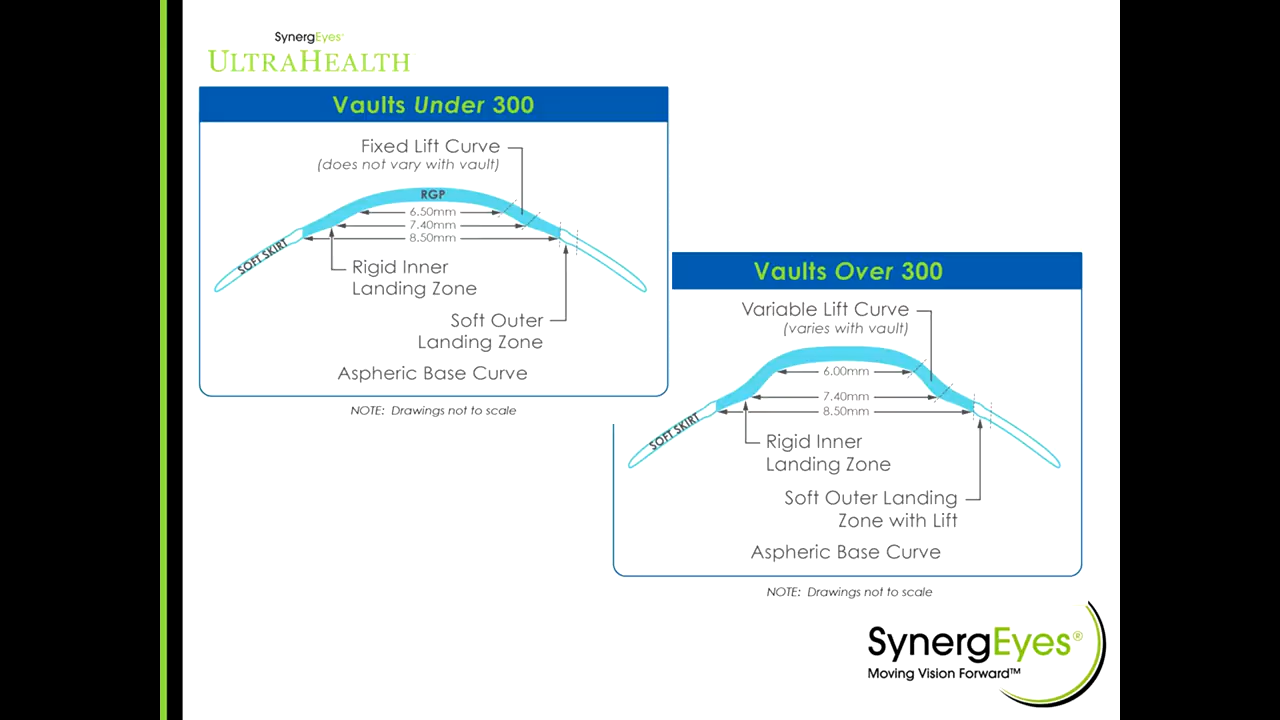 SynergEyes
ULTRAHEALTH
Vaults Under 300
Fixed Lift Curve
(does not vary with vault)
RGP
6.50mm
7.40mm
8.50mm
SOFT SKIRT
Rigid Inner
Landing Zone
Soft Outer
Landing Zone
Aspheric Base Curve
NOTE: Drawings not to scale
Vaults Over 300
Variable Lift Curve
(varies with vault)
6.00mm
7.40mm
8.50mm
SOFT SKIRT
Rigid Inner
Landing Zone
Soft Outer Landing
Zone with Lift
Aspheric Base Curve
NOTE: Drawings not to scale
SynergEyes®
Moving Vision Forward™